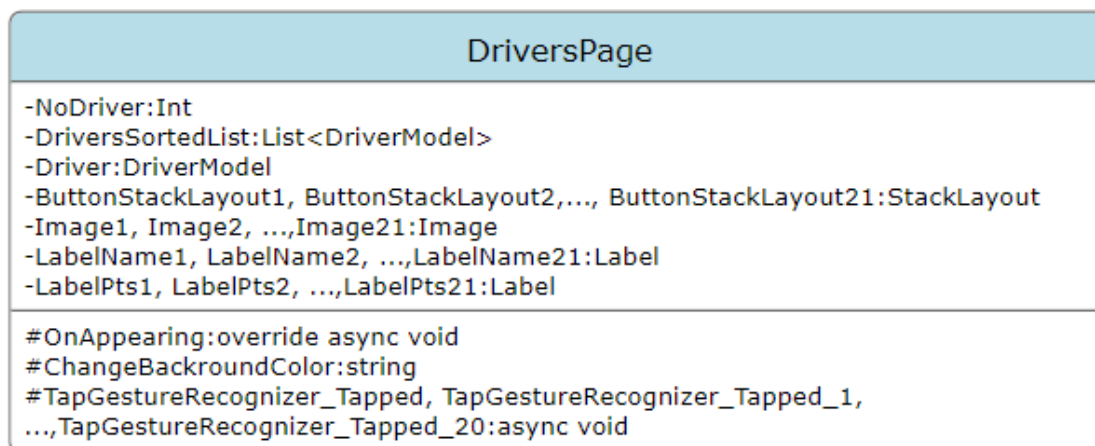 DriversPage
-NoDriver:Int
-DriversSortedList:List<DriverModel>
-Driver:DriverModel
-ButtonStackLayout1, ButtonStackLayout2,..., ButtonStackLayout21:StackLayout
-Image1, Image2, ...,Image21:Image
-LabelName1, LabelName2, ...,LabelName21:Label
-LabelPts1, LabelPts2, ...,LabelPts21:Label
#OnAppearing:override async void
#ChangeBackroundColor:string
#TapGestureRecognizer_Tapped, TapGestureRecognizer_Tapped_1,
...,TapGestureRecognizer_Tapped_20:async void